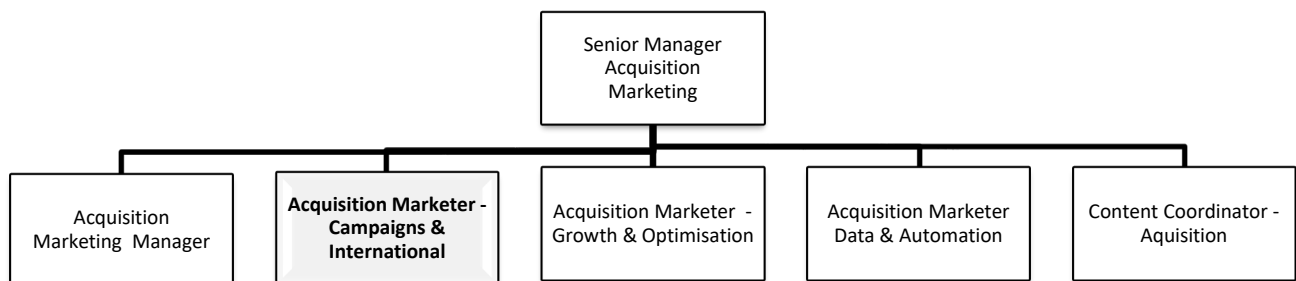 Senior Manager
Acquisition
Marketing
Acquisition
Marketing Manager
Acquisition Marketer -
Campaigns &
International
Acquisition Marketer -
Growth & Optimisation
Acquisition Marketer
Data & Automation
Content Coordinator -
Aquisition